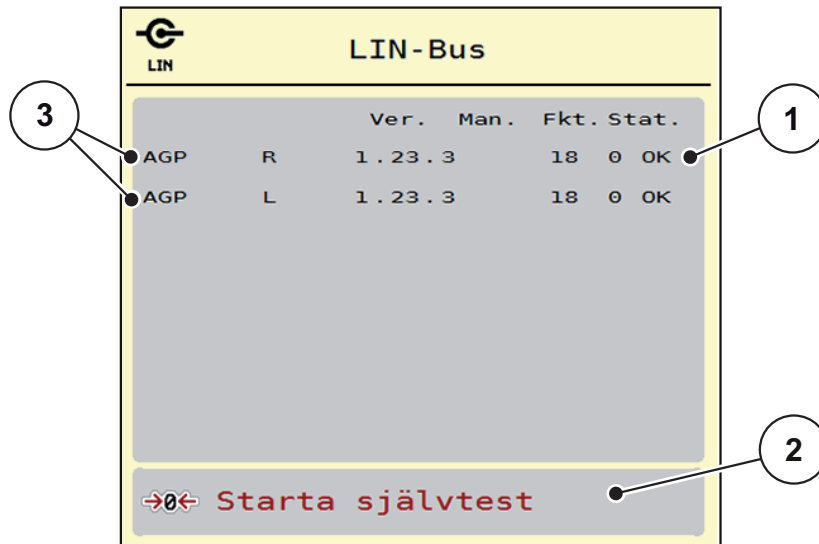 LIN
LIN-Bus
Ver. Man. Fkt. Stat.
AGP R 1.23.3 18 0 OK
AGP L 1.23.3 18 0 OK
→0← Starta självtest
1
2
3